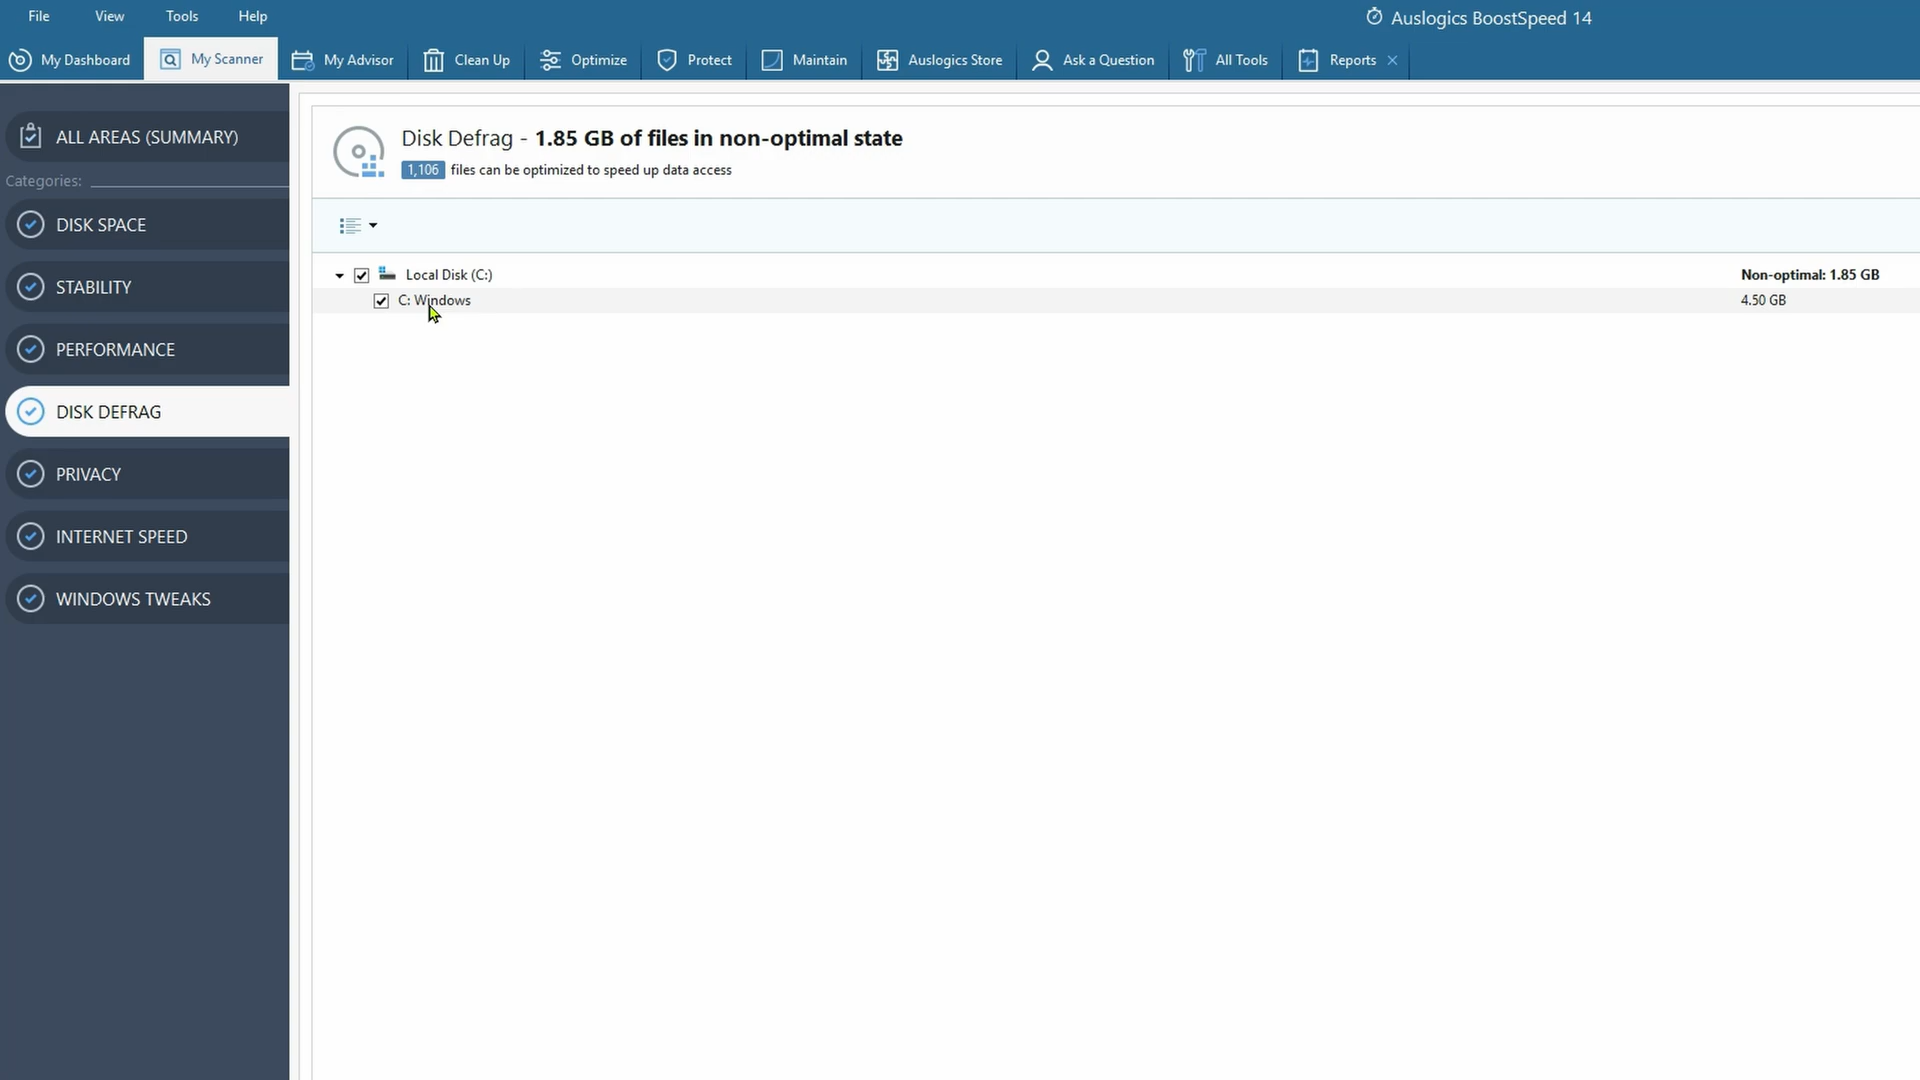 File View Tools Help
Auslogics BoostSpeed 14
My Dashboard My Scanner My Advisor Clean Up Optimize Protect Maintain Auslogics Store Ask a Question All Tools Reports
ALL AREAS (SUMMARY)
Categories:
DISK SPACE
STABILITY
PERFORMANCE
DISK DEFRAG
PRIVACY
INTERNET SPEED
WINDOWS TWEAKS
Disk Defrag - 1.85 GB of files in non-optimal state
1,106 files can be optimized to speed up data access
Local Disk (C:) Non-optimal: 1.85 GB
C: Windows 4.50 GB